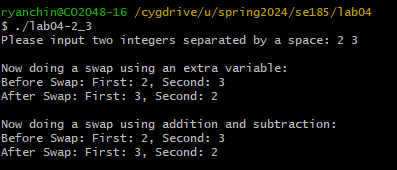 ryanchin@CO2048-16 /cygdrive/u/spring2024/se185/lab04
$ ./lab04-2_3
Please input two integers separated by a space: 2 3
Now doing a swap using an extra variable:
Before Swap: First: 2, Second: 3
After Swap: First: 3, Second: 2
Now doing a swap using addition and subtraction:
Before Swap: First: 2, Second: 3
After Swap: First: 3, Second: 2